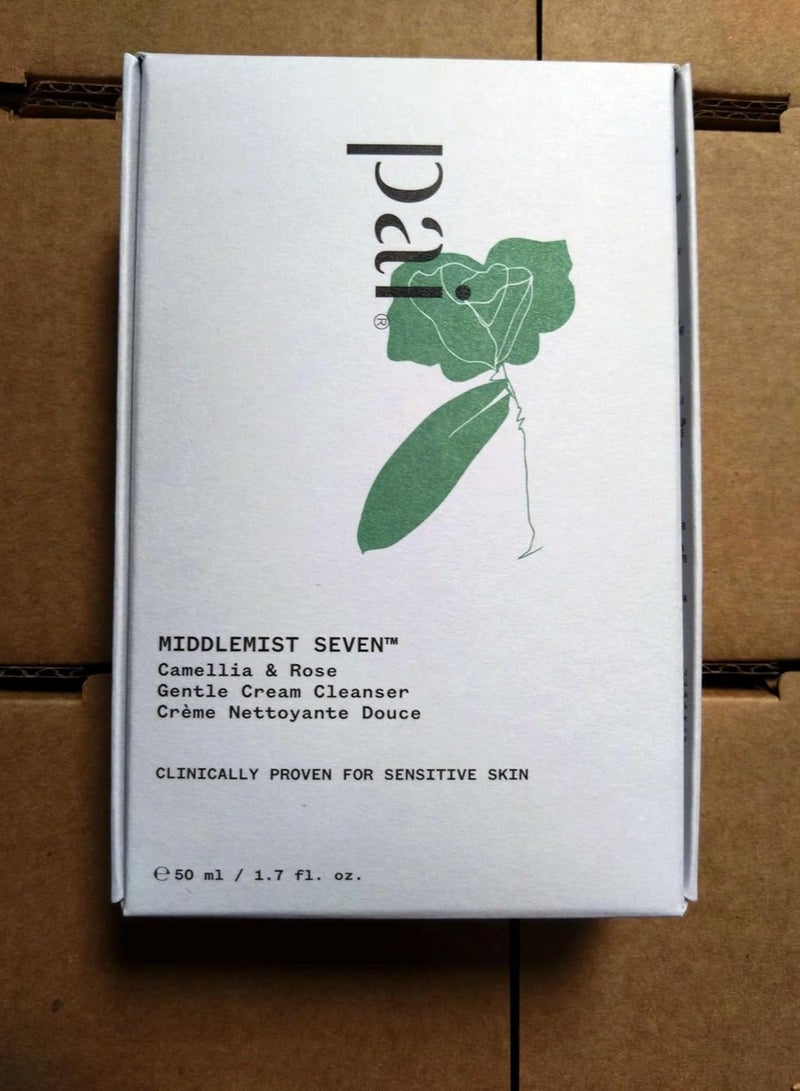 pai®
MIDDLEMIST SEVEN™
Camellia & Rose
Gentle Cream Cleanser
Crème Nettoyante Douce
CLINICALLY PROVEN FOR SENSITIVE SKIN
℮50 ml / 1.7 fl. oz.